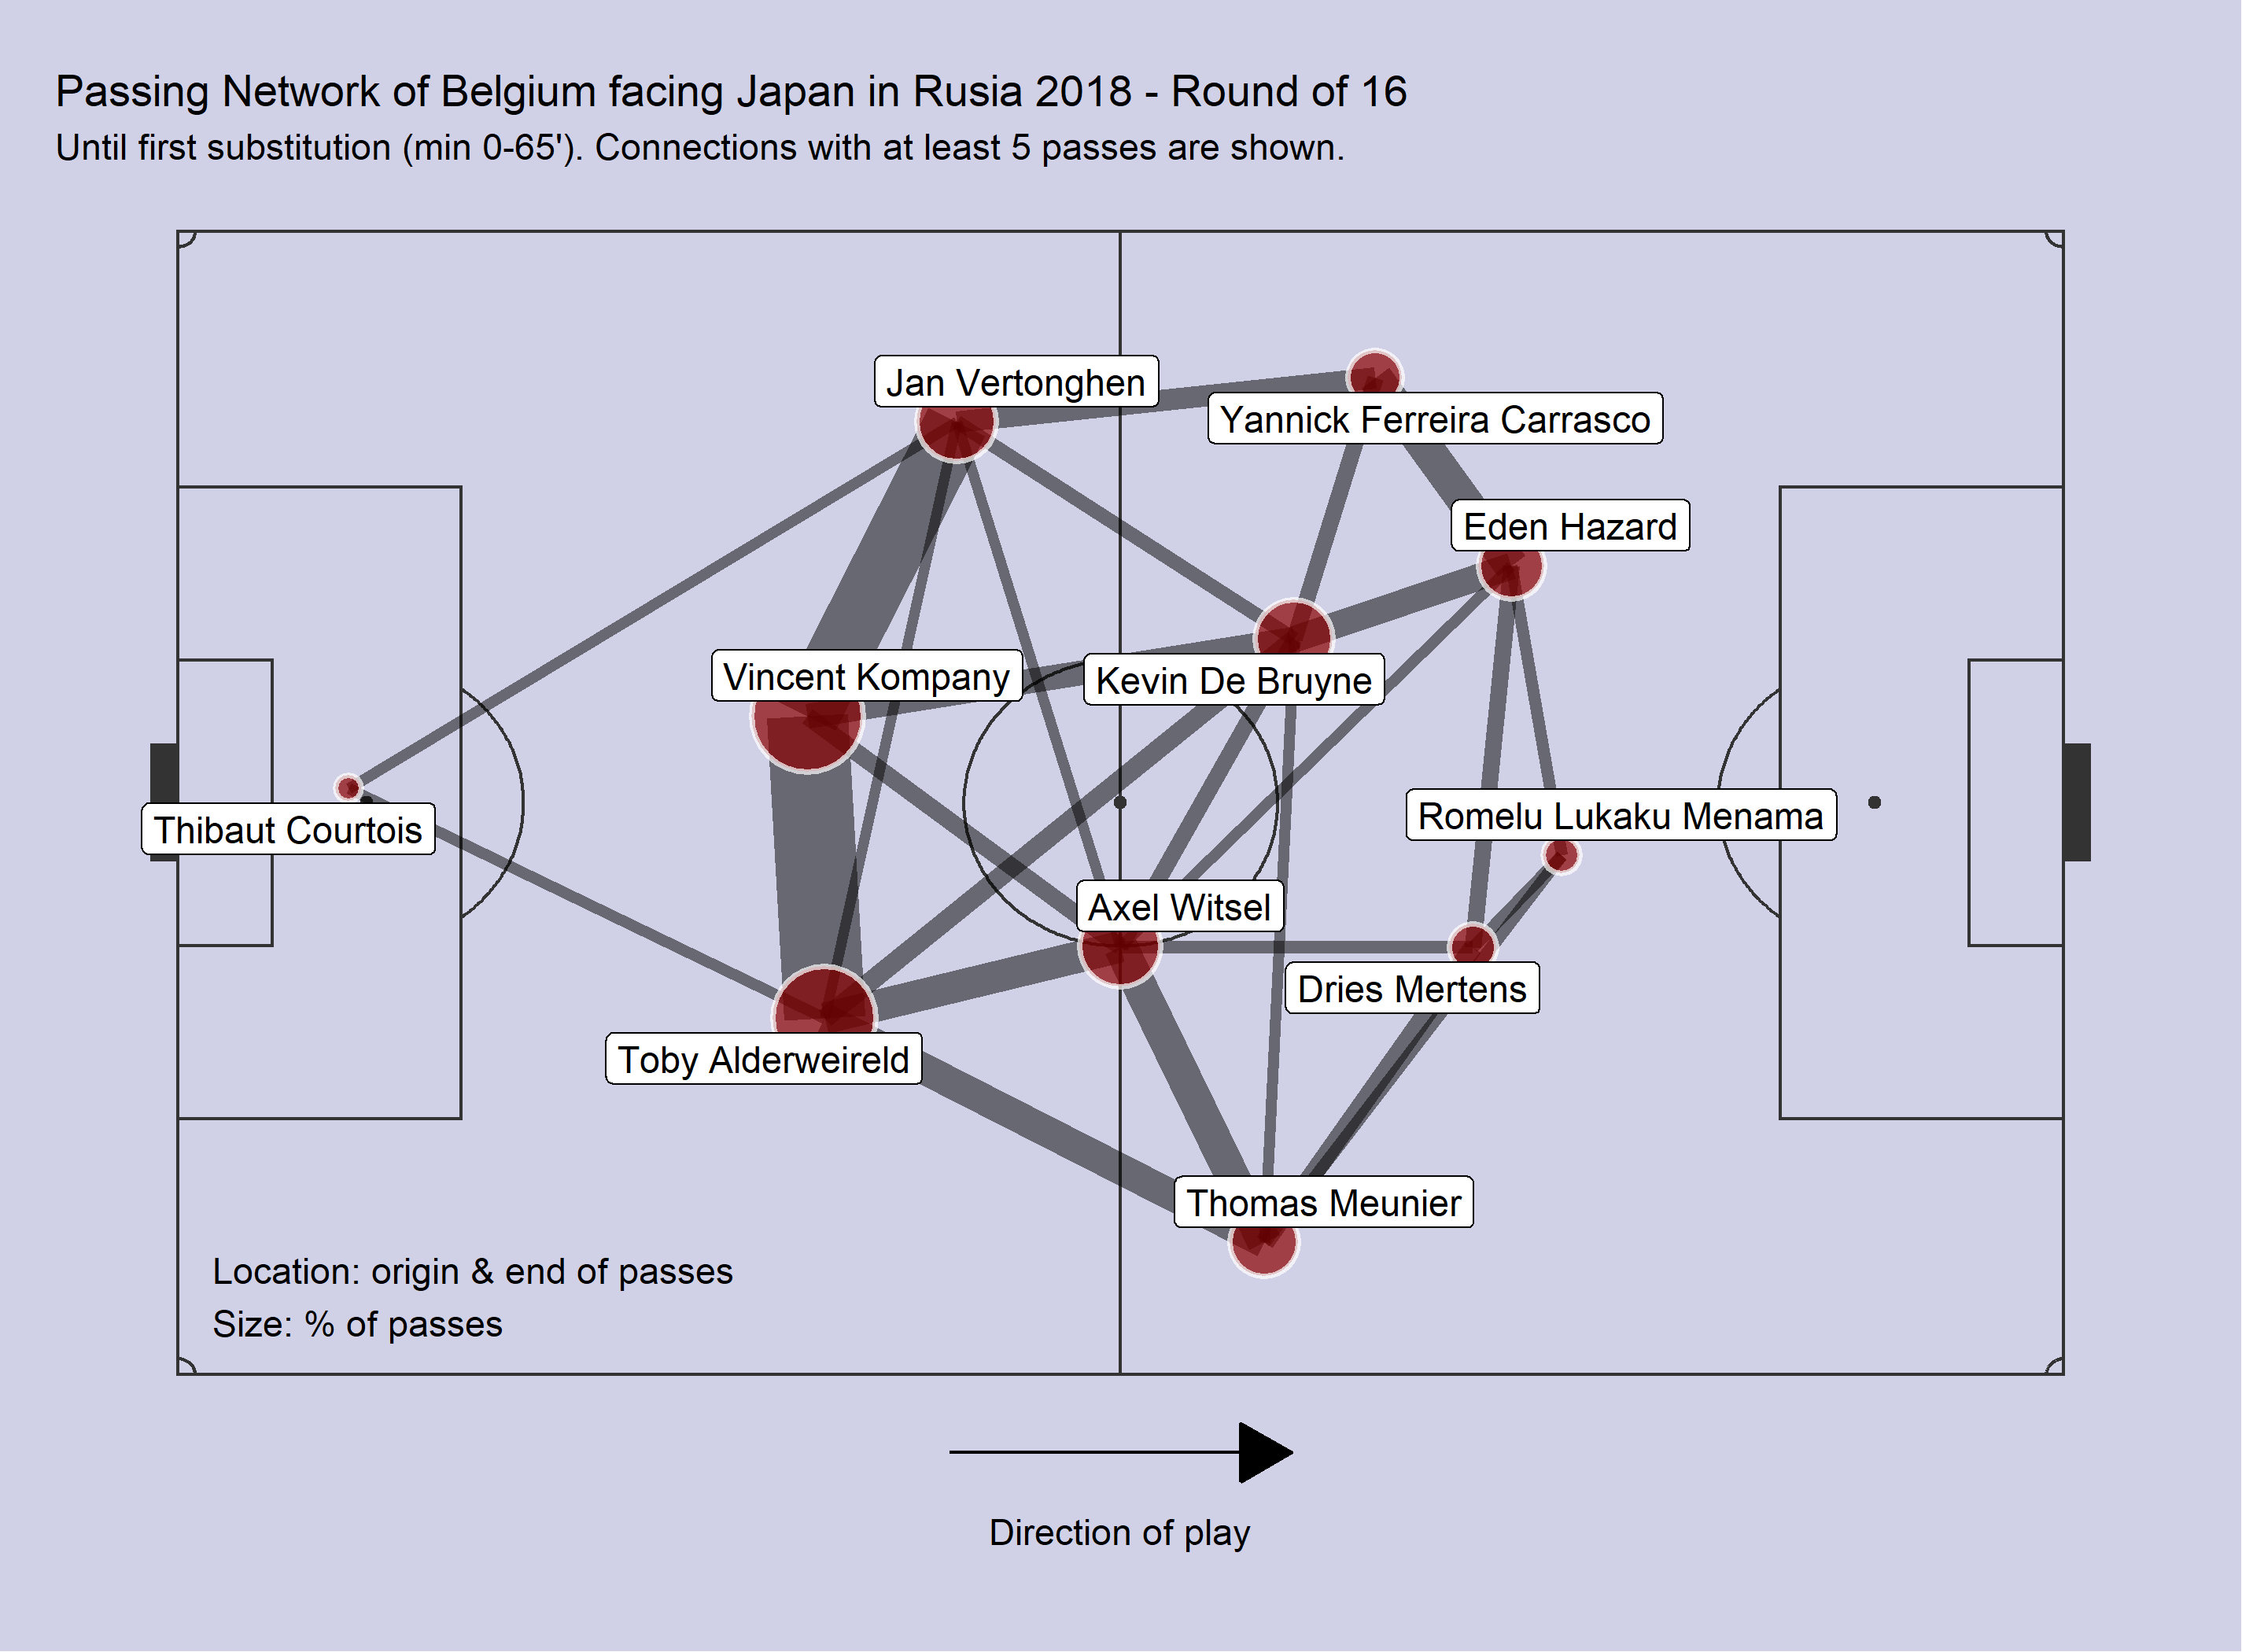 Passing Network of Belgium facing Japan in Rusia 2018 - Round of 16
Until first substitution (min 0-65'). Connections with at least 5 passes are shown.
Jan Vertonghen
Yannick Ferreira Carrasco
Eden Hazard
Vincent Kompany
Kevin De Bruyne
Thibaut Courtois
Romelu Lukaku Menama
Axel Witsel
Dries Mertens
Toby Alderweireld
Thomas Meunier
Location: origin & end of passes
Size: % of passes
Direction of play